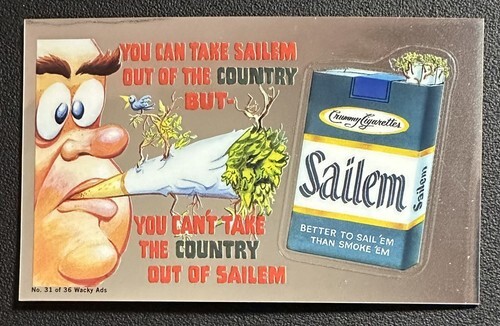 YOU CAN TAKE SAILEM
OUT OF THE COUNTRY
BUT-
YOU CAN'T TAKE
THE COUNTRY
OUT OF SAILEM
Crummy Cigarettes
Sailem
Sailem
BETTER TO SAIL 'EM
THAN SMOKE 'EM
No. 31 of 36 Wacky Ads